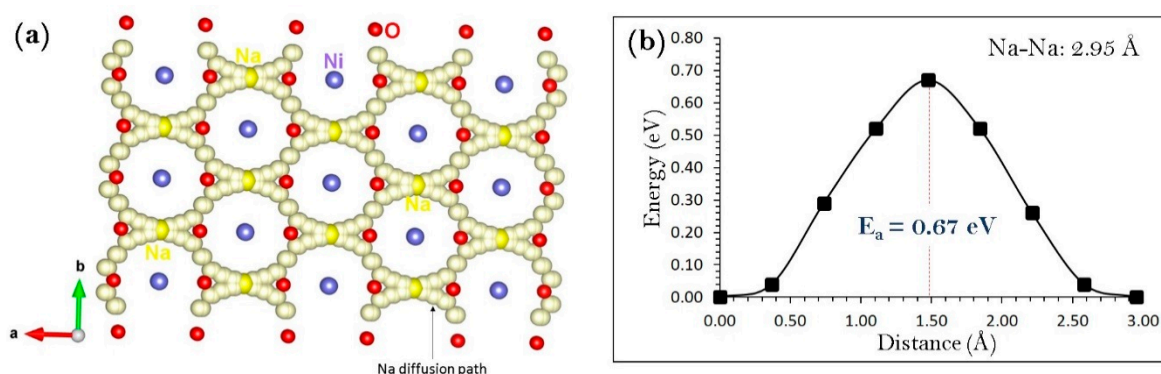 (a)
O
Na
Ni
Na
Na
b
a
Na diffusion path
(b)
Na-Na: 2.95 Å
Energy (eV)
0.80
0.70
0.60
0.50
0.40
0.30
0.20
0.10
0.00
Eₐ = 0.67 eV
0.00 0.50 1.00 1.50 2.00 2.50 3.00
Distance (Å)